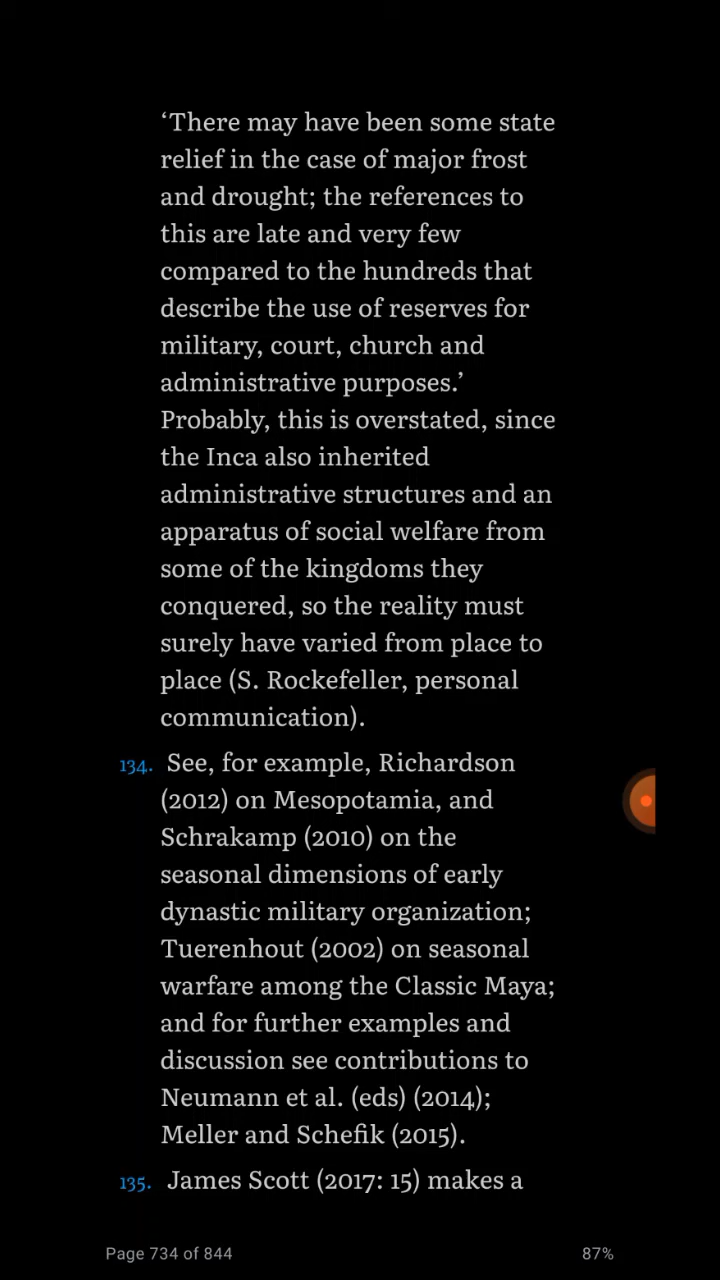 ‘There may have been some state
relief in the case of major frost
and drought; the references to
this are late and very few
compared to the hundreds that
describe the use of reserves for
military, court, church and
administrative purposes.’
Probably, this is overstated, since
the Inca also inherited
administrative structures and an
apparatus of social welfare from
some of the kingdoms they
conquered, so the reality must
surely have varied from place to
place (S. Rockefeller, personal
communication).
134. See, for example, Richardson
(2012) on Mesopotamia, and
Schrakamp (2010) on the
seasonal dimensions of early
dynastic military organization;
Tuerenhout (2002) on seasonal
warfare among the Classic Maya;
and for further examples and
discussion see contributions to
Neumann et al. (eds) (2014);
Meller and Schefik (2015).
135. James Scott (2017: 15) makes a
Page 734 of 844 87%